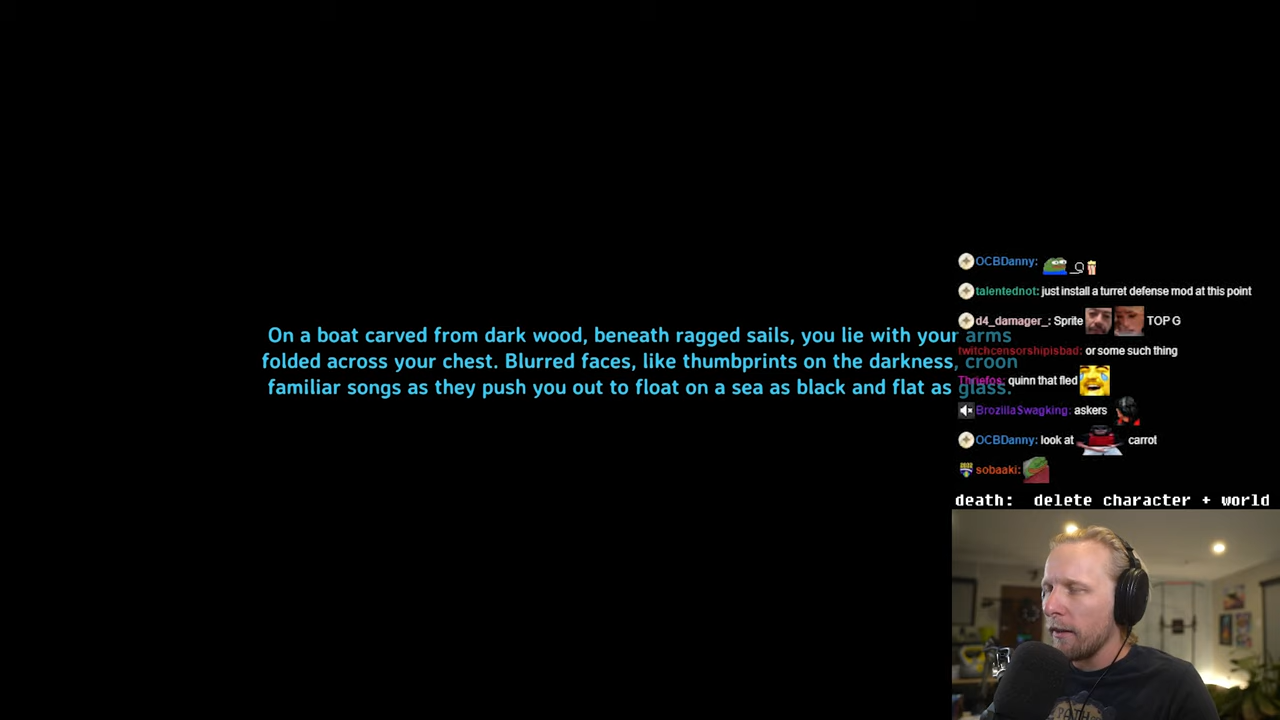 On a boat carved from dark wood, beneath ragged sails, you lie with your arms
folded across your chest. Blurred faces, like thumbprints on the darkness, croon
familiar songs as they push you out to float on a sea as black and flat as glass.
OCBDanny:
talentednot: just install a turret defense mod at this point
d4_damager_: Sprite TOP G
twitchcensorshipisbad: or some such thing
Thriefos: quinn that fled
BrozillaSwagking: askers
OCBDanny: look at carrot
sobaaki:
death: delete character + world